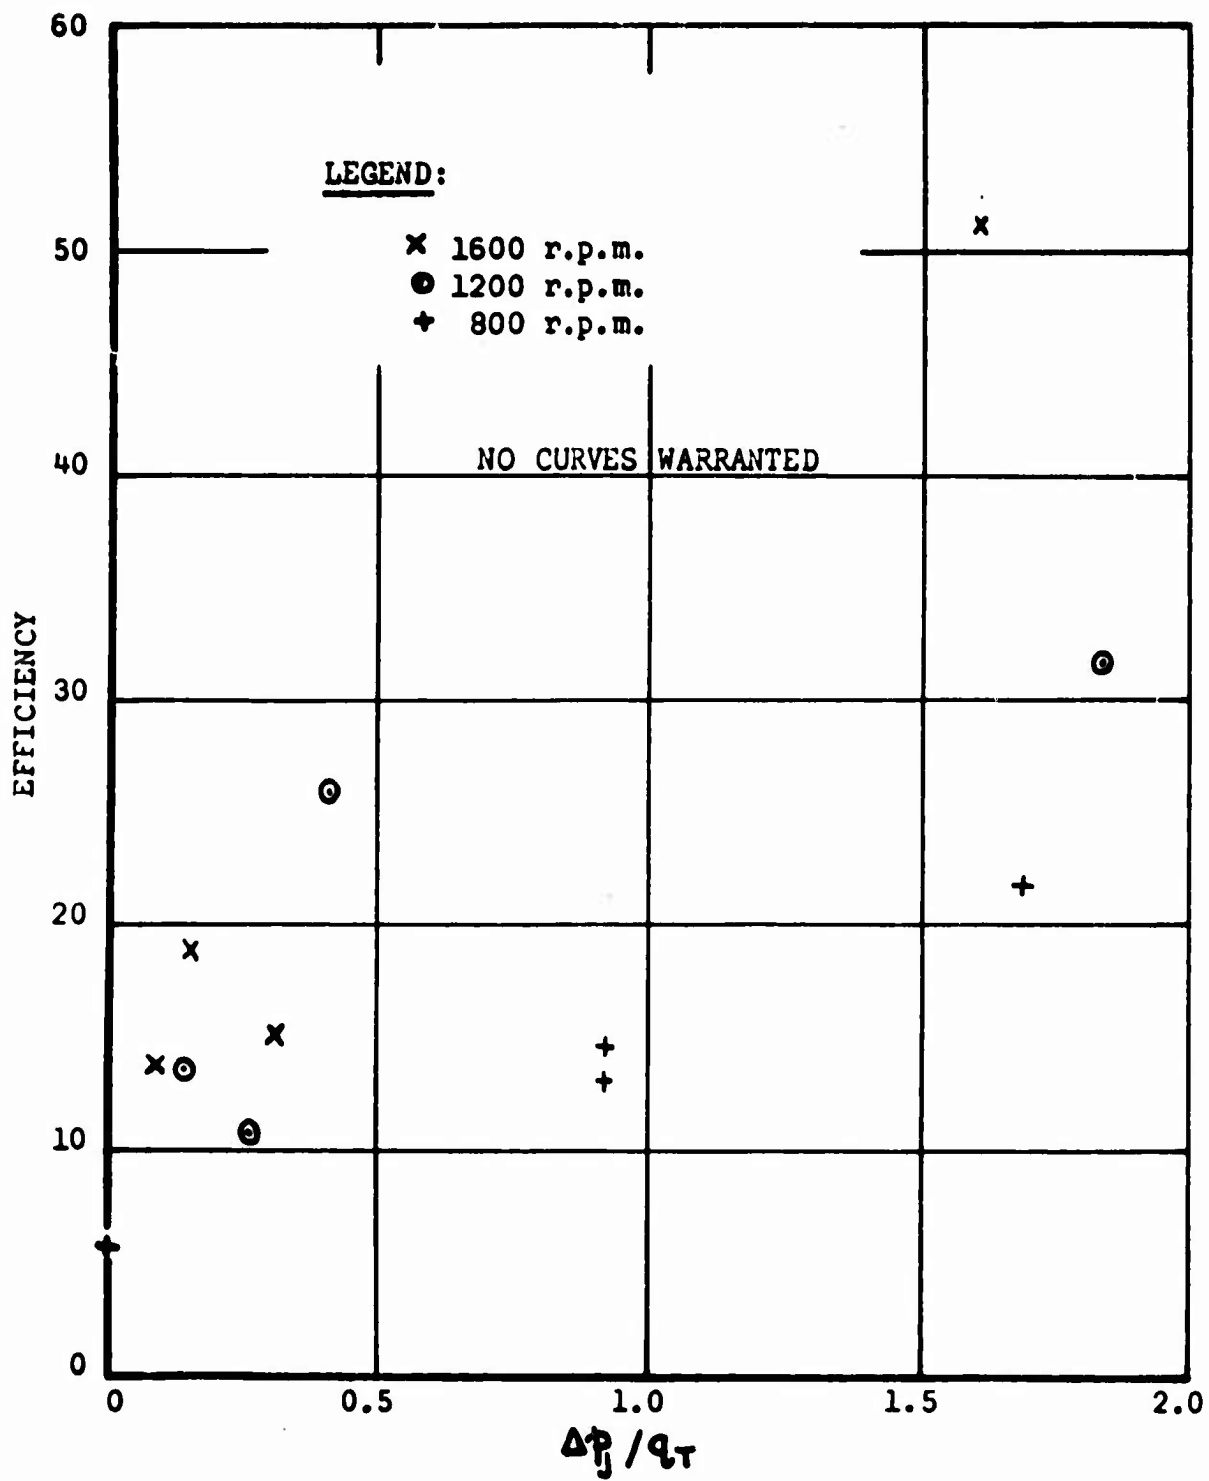 60
LEGEND:
x 1600 r.p.m.
50
⊙ 1200 r.p.m.
+ 800 r.p.m.
NO CURVES WARRANTED
40
EFFICIENCY
30
20
10
0
0 0.5 1.0 1.5 2.0
Δpj/qT